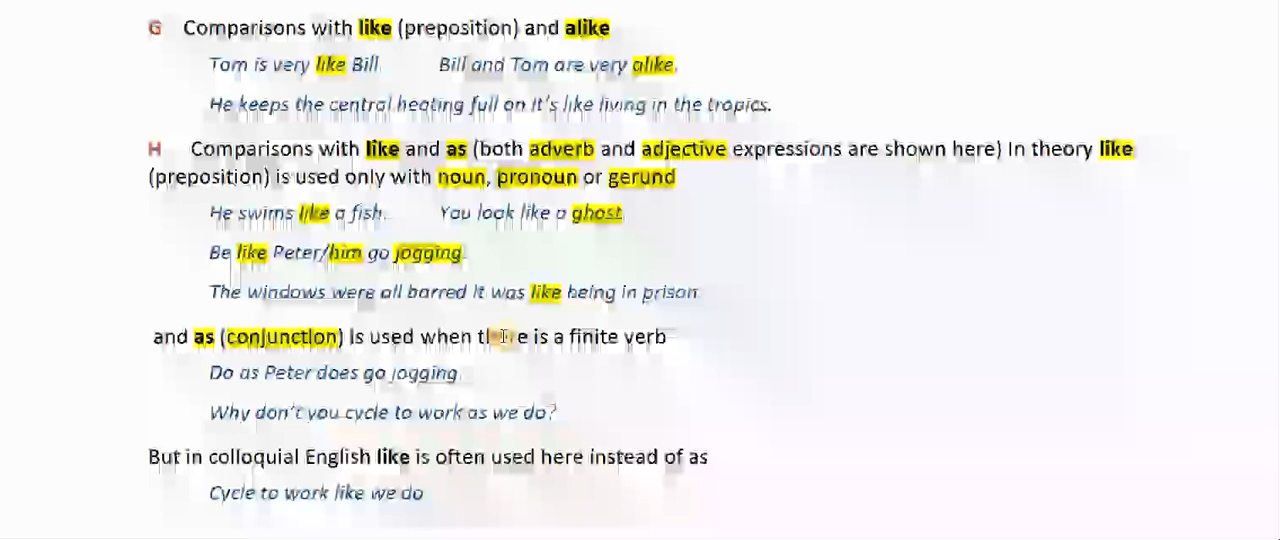 G Comparisons with like (preposition) and alike
Tom is very like Bill. Bill and Tom are very alike.
He keeps the central heating full on It's like living in the tropics.
H Comparisons with like and as (both adverb and adjective expressions are shown here) In theory like
(preposition) is used only with noun, pronoun or gerund
He swims like a fish. You look like a ghost
Be like Peter/him go jogging.
The windows were all barred It was like being in prison
and as (conjunction) is used when there is a finite verb
Do as Peter does go jogging
Why don't you cycle to work as we do?
But in colloquial English like is often used here instead of as
Cycle to work like we do